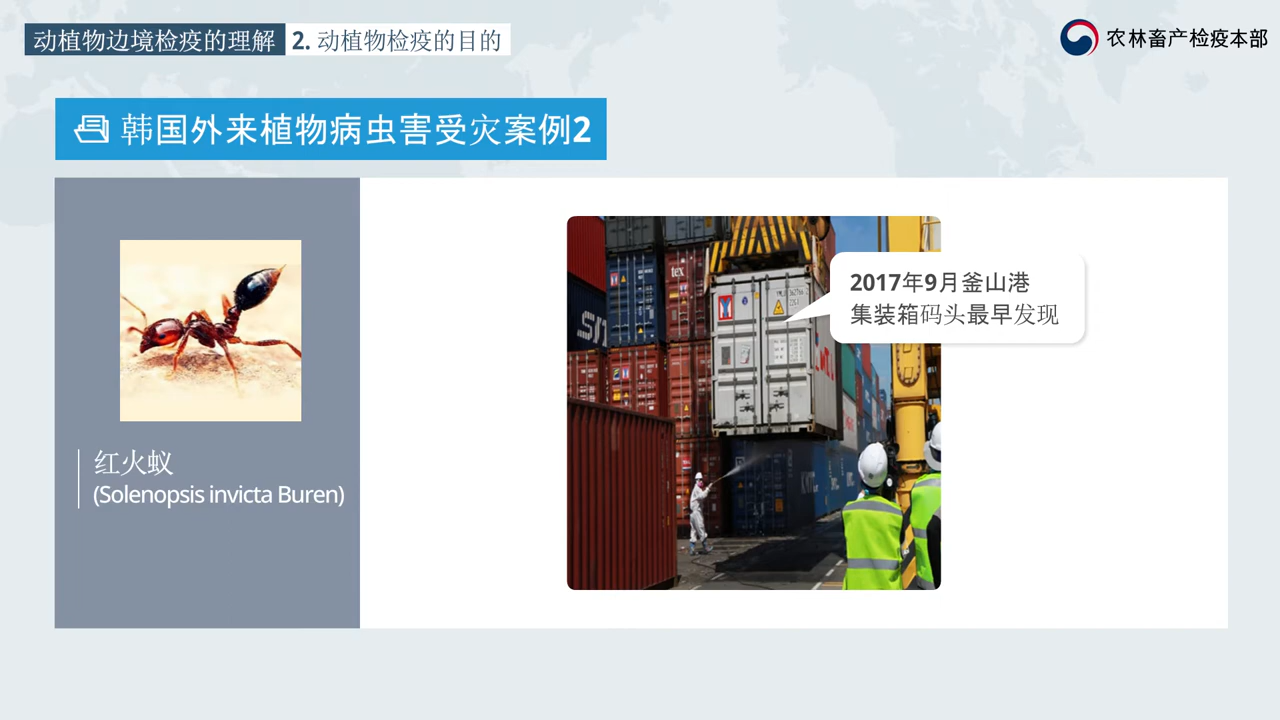 动植物边境检疫的理解 2. 动植物检疫的目的
农林畜产检疫本部
韩国外来植物病虫害受灾案例2
2017年9月釜山港
集装箱码头最早发现
tex
红火蚁
(Solenopsis invicta Buren)